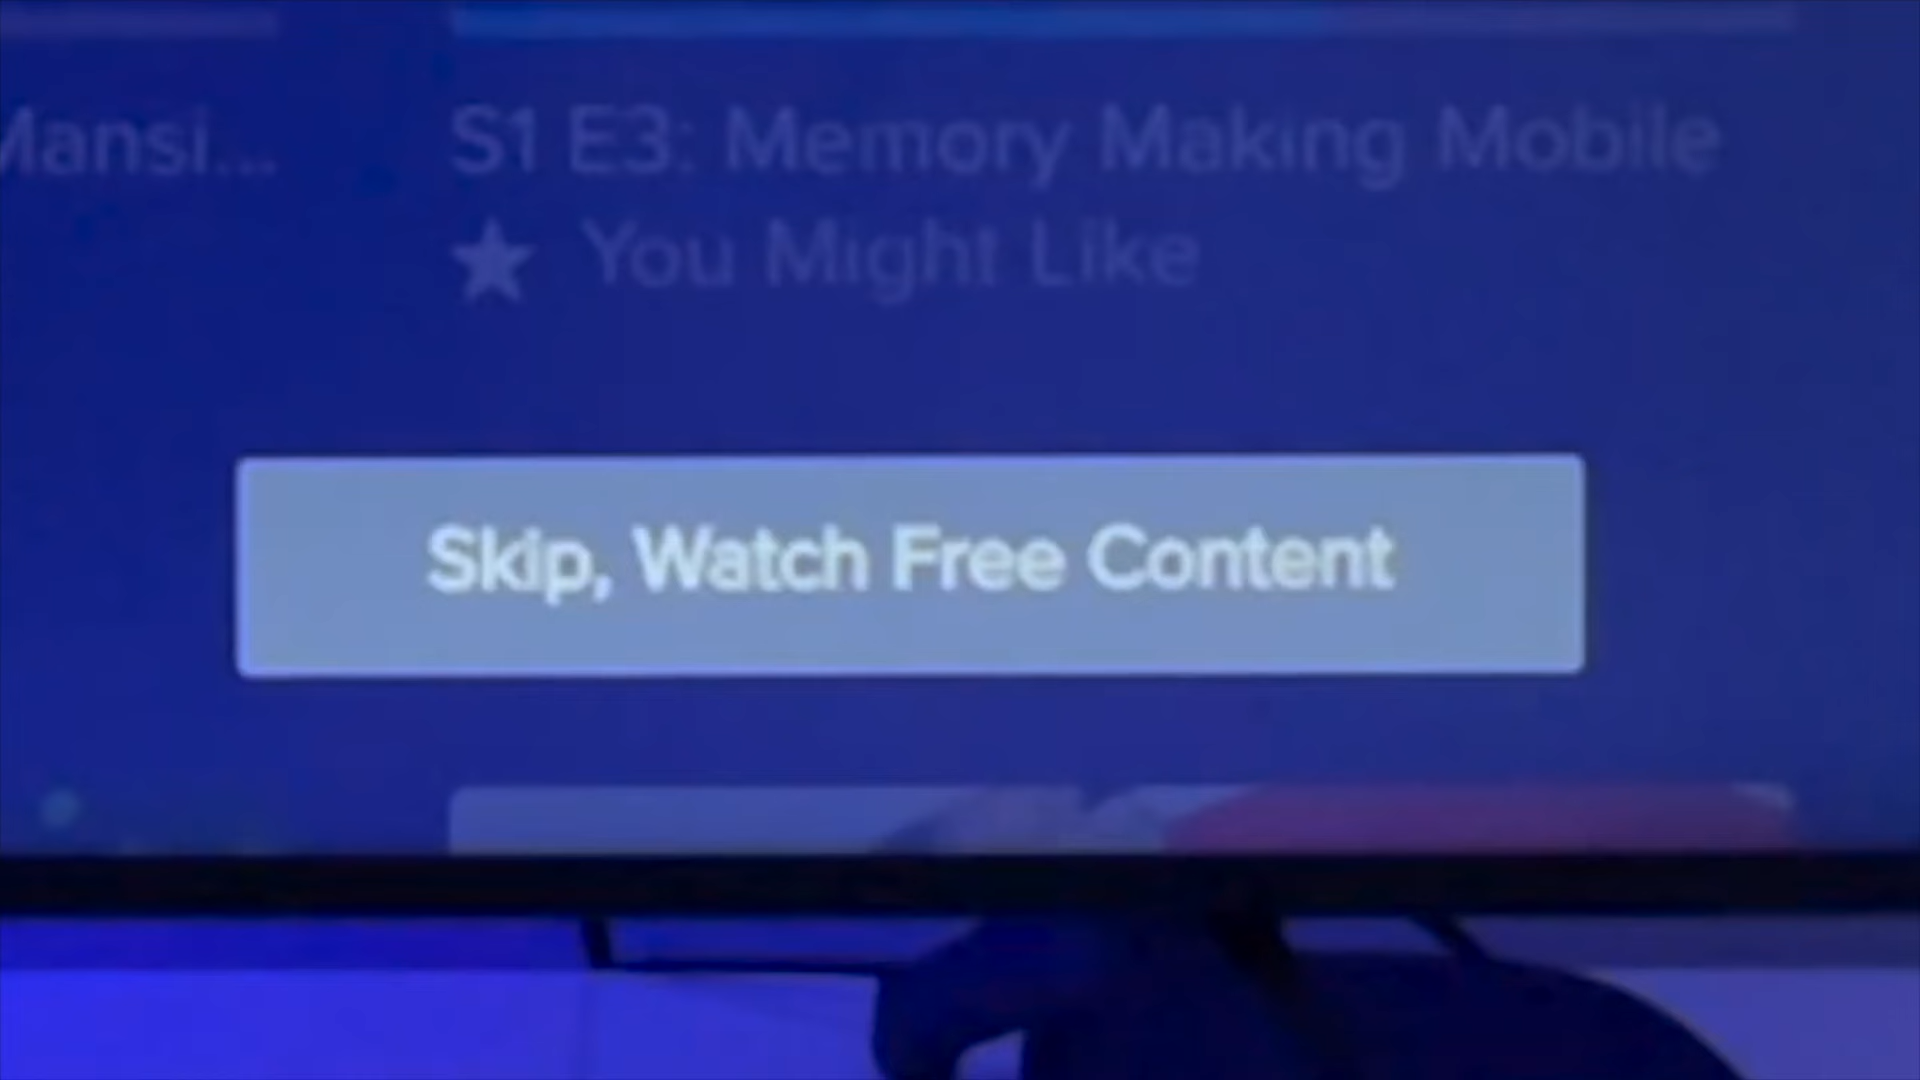 Mansi...
S1 E3: Memory Making Mobile
★ You Might Like
Skip, Watch Free Content